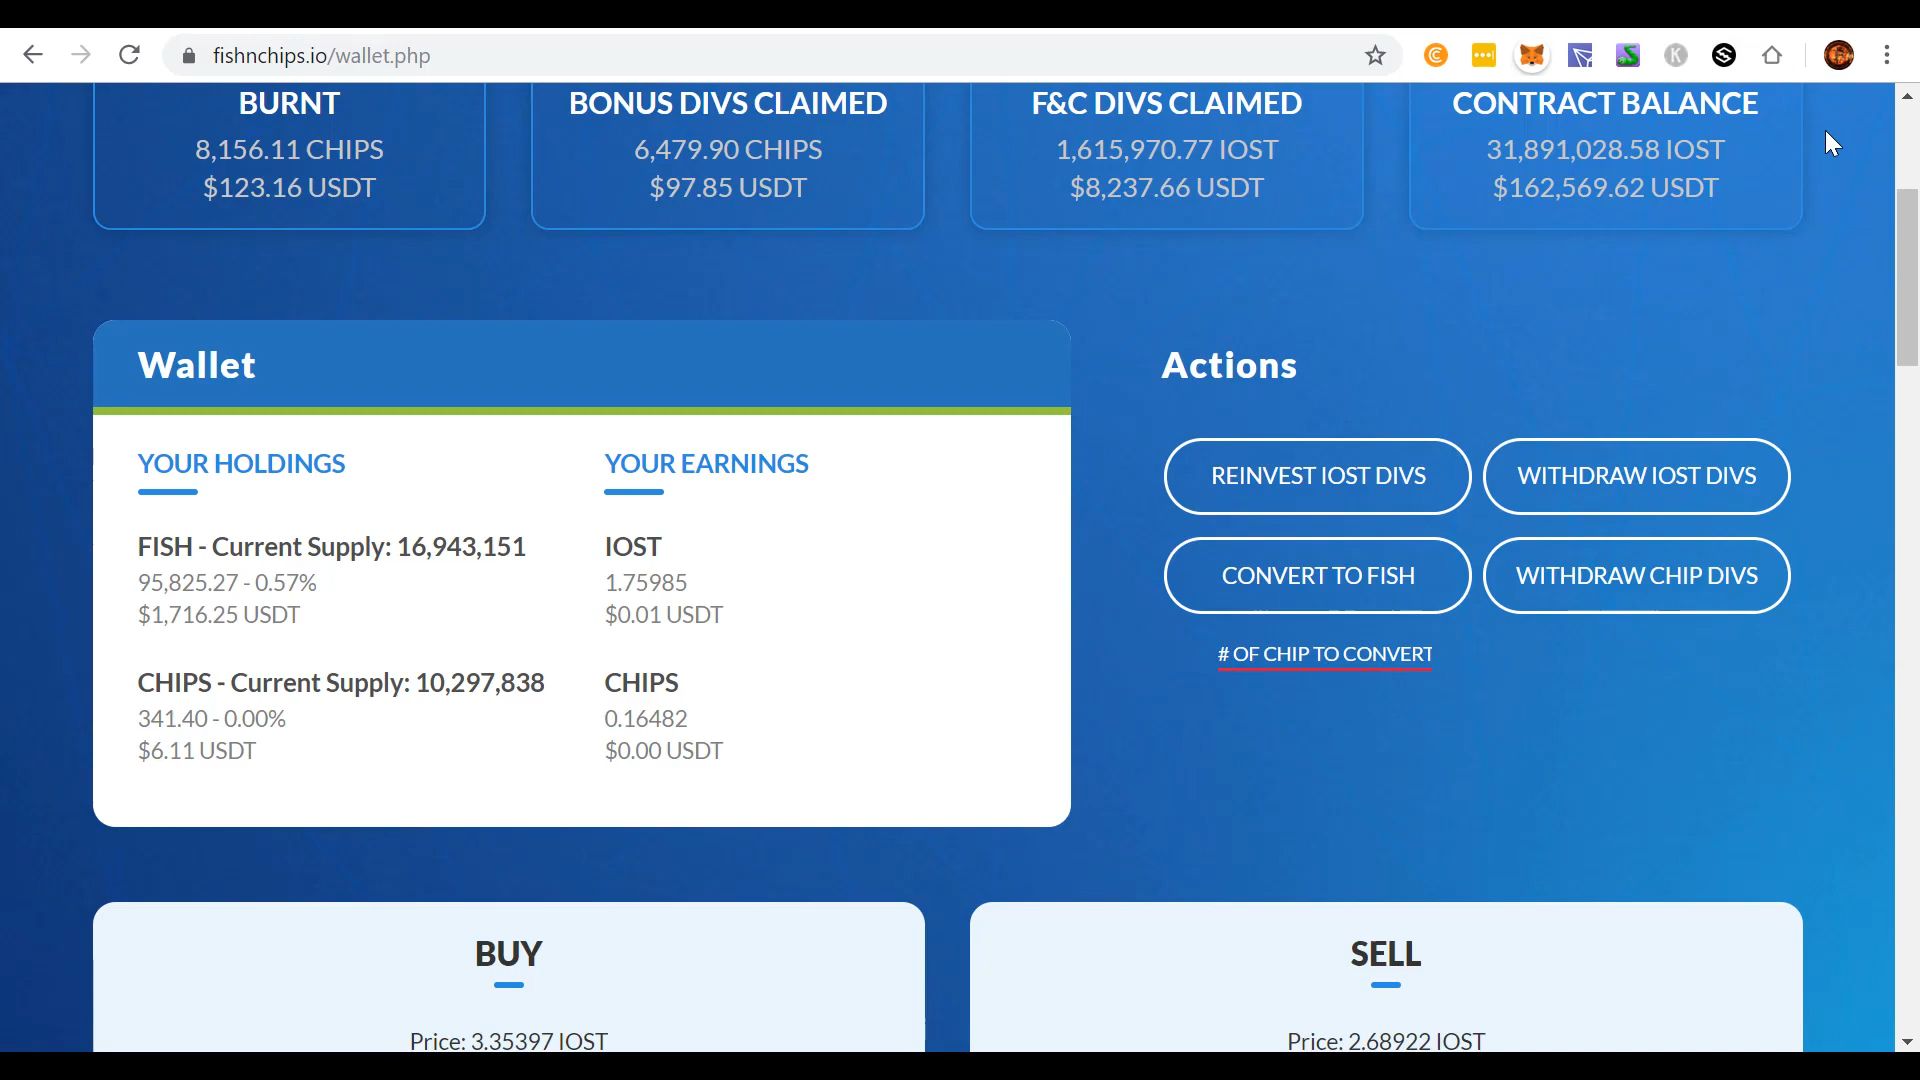 fishnchips.io/wallet.php
BURNT
8,156.11 CHIPS
$123.16 USDT
BONUS DIVS CLAIMED
6,479.90 CHIPS
$97.85 USDT
F&C DIVS CLAIMED
1,615,970.77 IOST
$8,237.66 USDT
CONTRACT BALANCE
31,891,028.58 IOST
$162,569.62 USDT
Wallet
YOUR HOLDINGS
FISH - Current Supply: 16,943,151
95,825.27 - 0.57%
$1,716.25 USDT
CHIPS - Current Supply: 10,297,838
341.40 - 0.00%
$6.11 USDT
YOUR EARNINGS
IOST
1.75985
$0.01 USDT
CHIPS
0.16482
$0.00 USDT
Actions
REINVEST IOST DIVS
WITHDRAW IOST DIVS
CONVERT TO FISH
WITHDRAW CHIP DIVS
# OF CHIP TO CONVERT
BUY
Price: 3.35397 IOST
SELL
Price: 2.68922 IOST